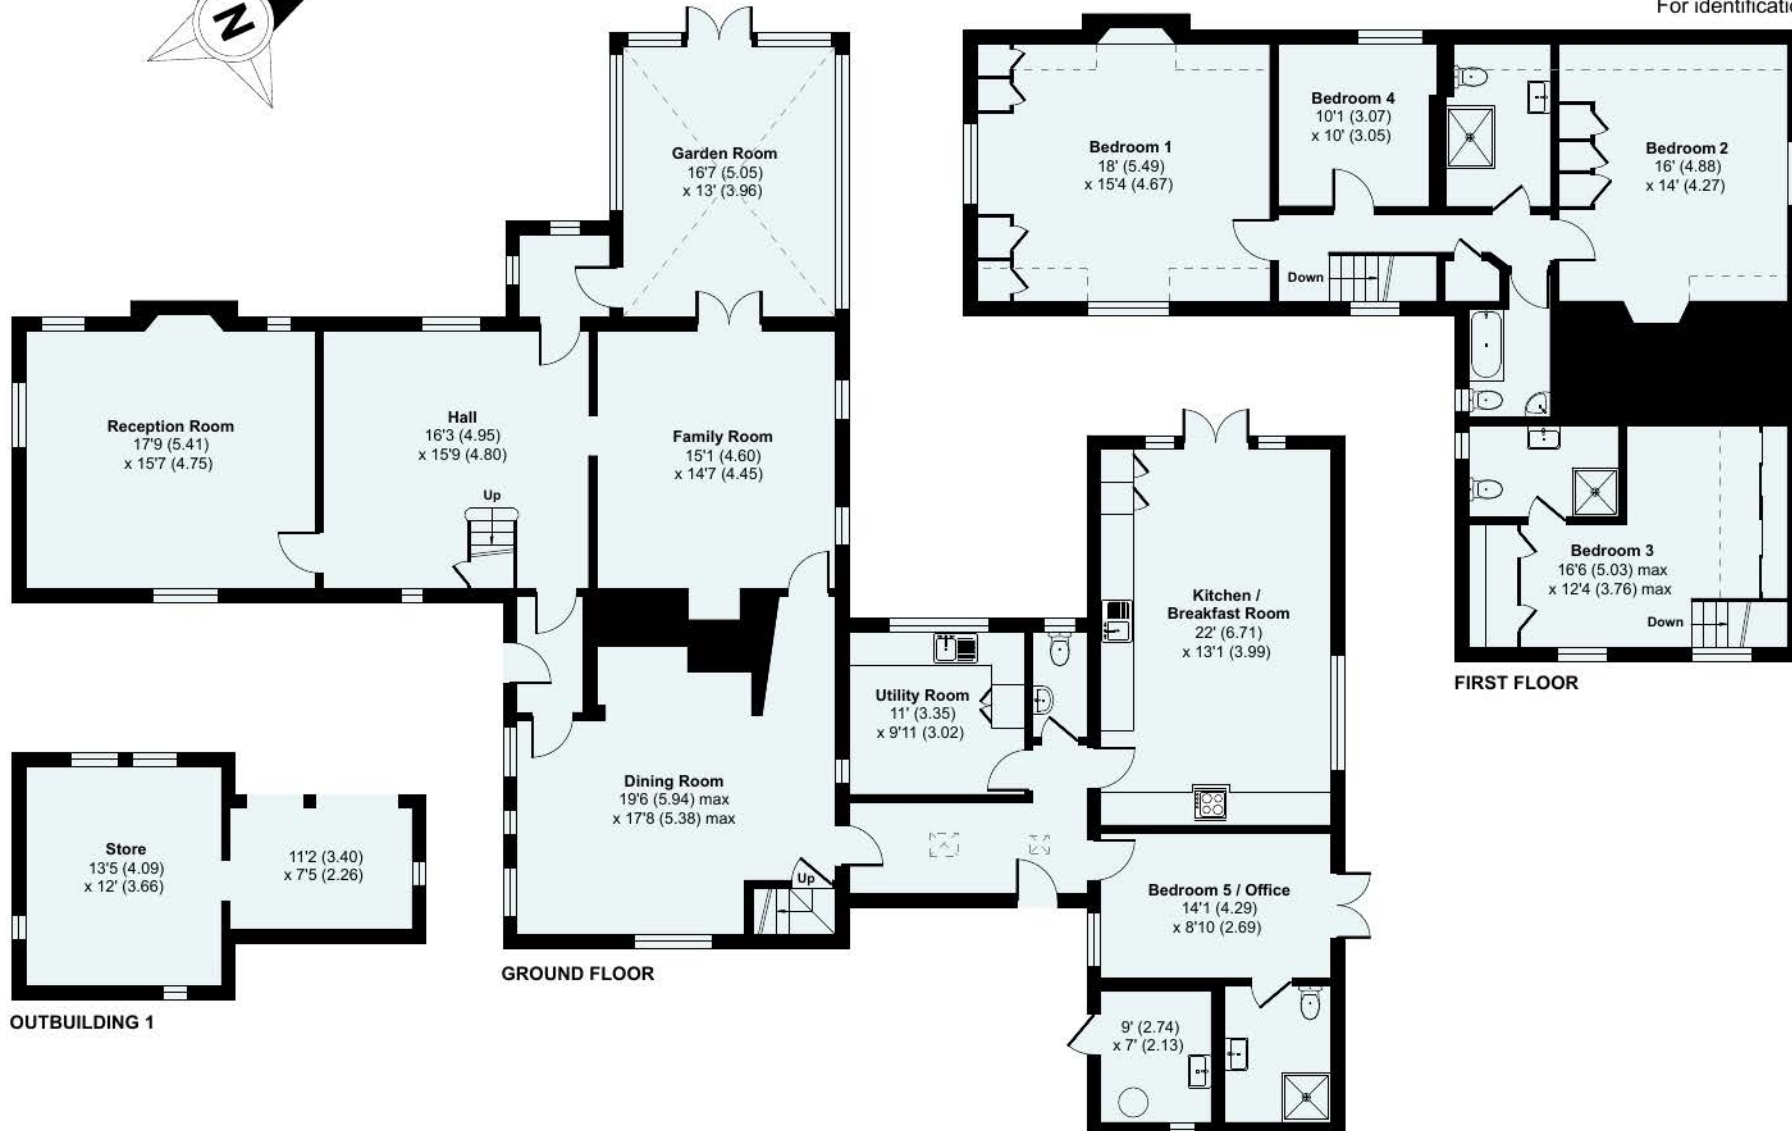 N
For identificatio
Garden Room
16'7 (5.05)
x 13' (3.96)
Reception Room
17'9 (5.41)
x 15'7 (4.75)
Hall
16'3 (4.95)
x 15'9 (4.80)
Up
Family Room
15'1 (4.60)
x 14'7 (4.45)
Bedroom 1
18' (5.49)
x 15'4 (4.67)
Bedroom 4
10'1 (3.07)
x 10' (3.05)
Bedroom 2
16' (4.88)
x 14' (4.27)
Down
Bedroom 3
16'6 (5.03) max
x 12'4 (3.76) max
Down
FIRST FLOOR
Kitchen /
Breakfast Room
22' (6.71)
x 13'1 (3.99)
Utility Room
11' (3.35)
x 9'11 (3.02)
Dining Room
19'6 (5.94) max
x 17'8 (5.38) max
Up
Bedroom 5 / Office
14'1 (4.29)
x 8'10 (2.69)
9' (2.74)
x 7' (2.13)
GROUND FLOOR
Store
13'5 (4.09)
x 12' (3.66)
11'2 (3.40)
x 7'5 (2.26)
OUTBUILDING 1